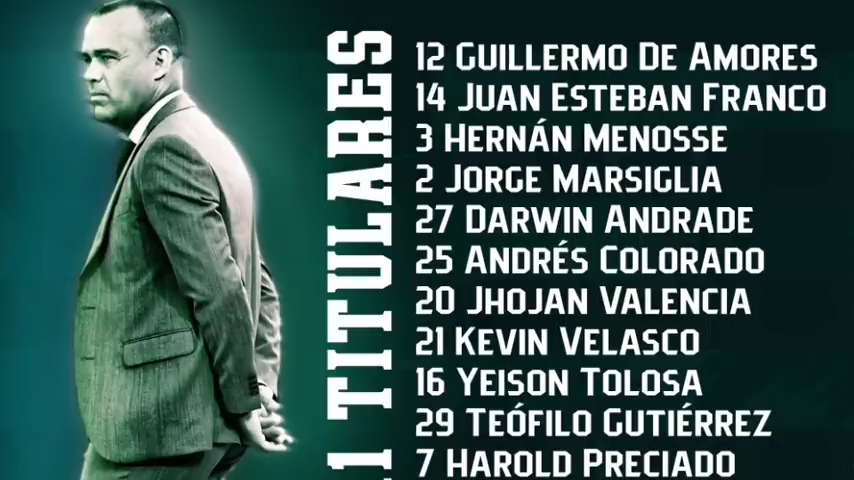 11 TITULARES
12 GUILLERMO DE AMORES
14 JUAN ESTEBAN FRANCO
3 HERNÁN MENOSSE
2 JORGE MARSIGLIA
27 DARWIN ANDRADE
25 ANDRÉS COLORADO
20 JHOJAN VALENCIA
21 KEVIN VELASCO
16 YEISON TOLOSA
29 TEÓFILO GUTIÉRREZ
7 HAROLD PRECIADO